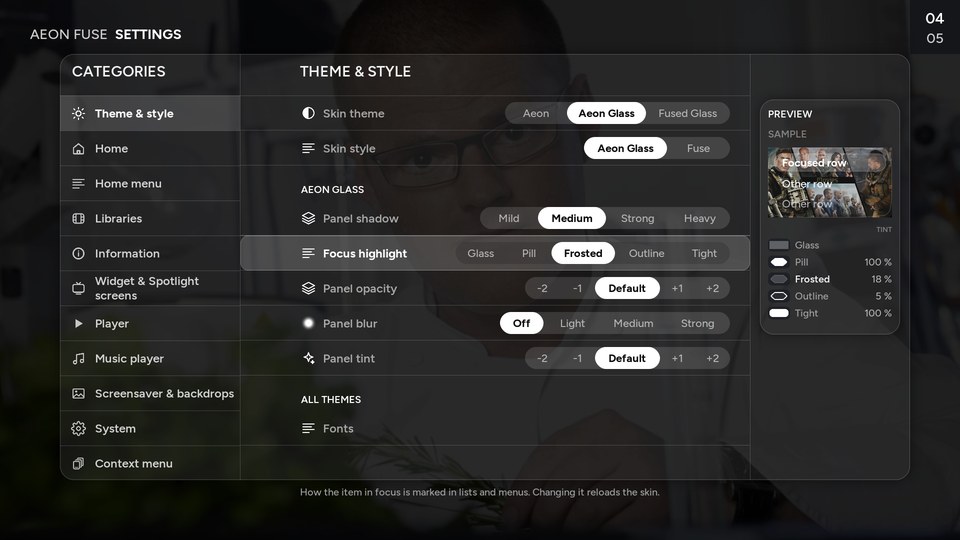 AEON FUSE SETTINGS
04
05
CATEGORIES
Theme & style
Home
Home menu
Libraries
Information
Widget & Spotlight
screens
Player
Music player
Screensaver & backdrops
System
Context menu
THEME & STYLE
Skin theme Aeon Aeon Glass Fused Glass
Skin style Aeon Glass Fuse
AEON GLASS
Panel shadow Mild Medium Strong Heavy
Focus highlight Glass Pill Frosted Outline Tight
Panel opacity -2 -1 Default +1 +2
Panel blur Off Light Medium Strong
Panel tint -2 -1 Default +1 +2
ALL THEMES
Fonts
PREVIEW
SAMPLE
Focused row
Other row
Other row
TINT
Glass
Pill 100 %
Frosted 18 %
Outline 5 %
Tight 100 %
How the item in focus is marked in lists and menus. Changing it reloads the skin.